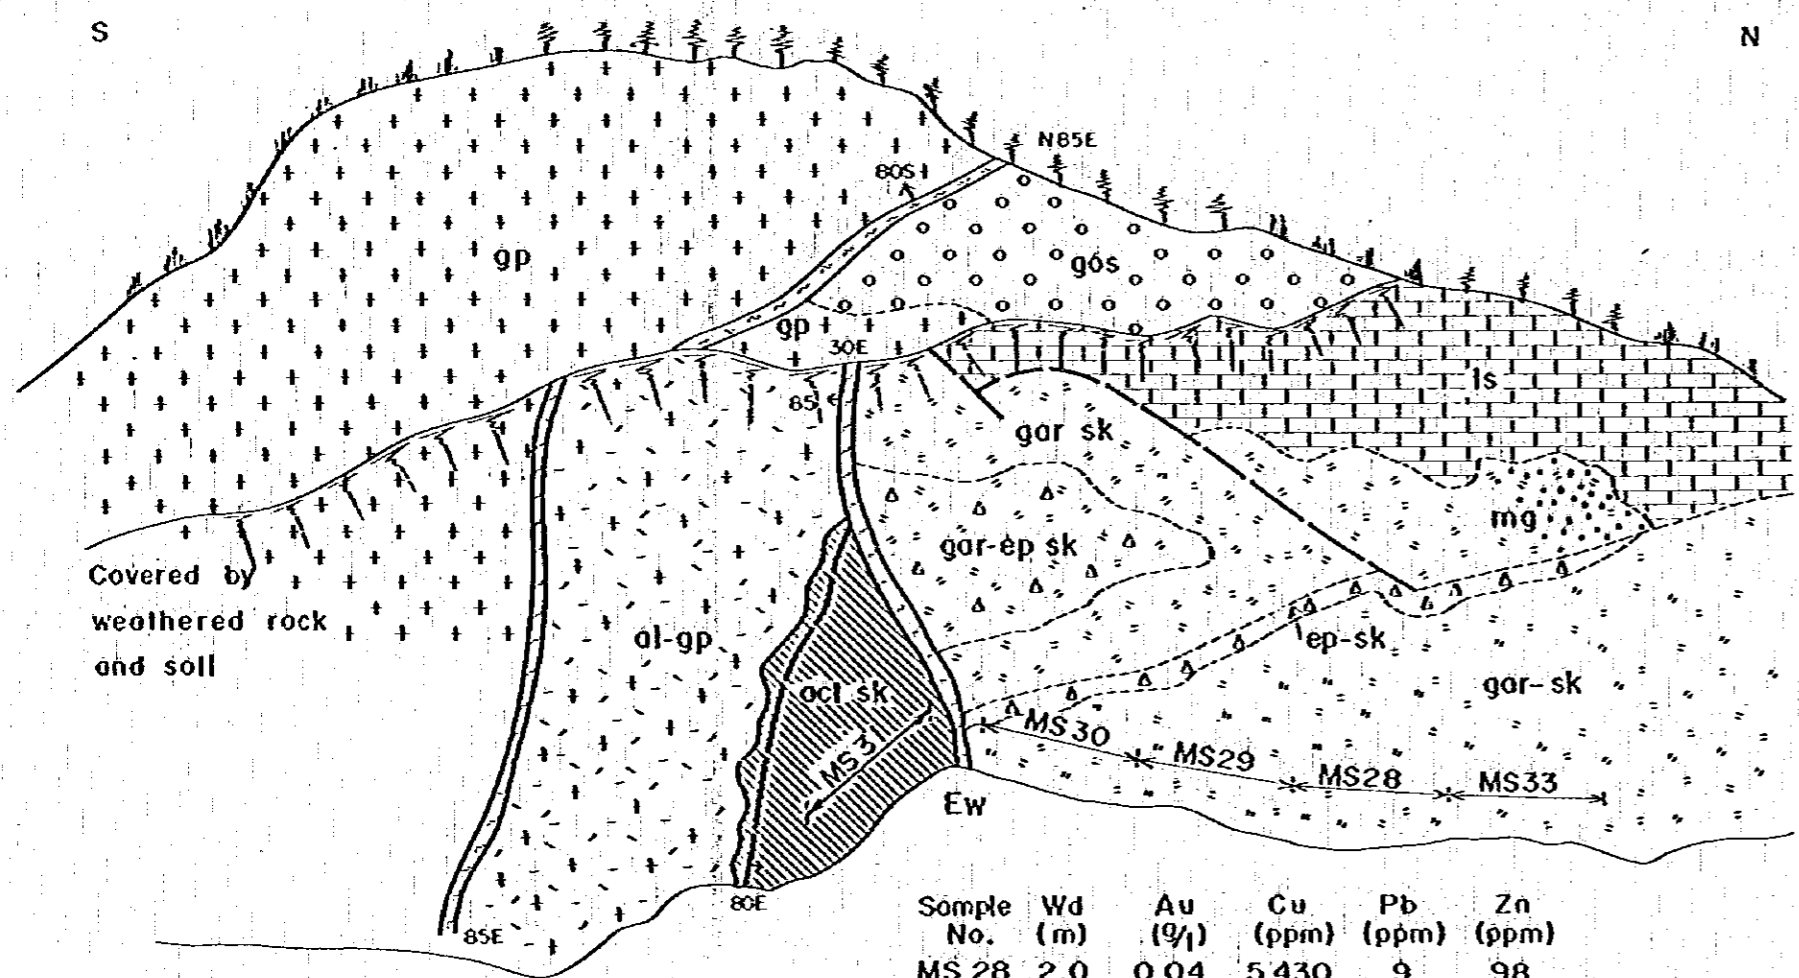 S
N
N85E
80S
gp
gos
gp
30E
ls
85
gar sk
mg
gar-ep sk
Covered by
weathered rock
and soil
al-gp
ep-sk
act sk
gar-sk
MS3
MS30
MS29
MS28
MS33
Ew
80E
85E
Sample Wd Au Cu Pb Zn
No. (m) (g/t) (ppm) (ppm) (ppm)
MS 28 2.0 0.04 5,430 9 98